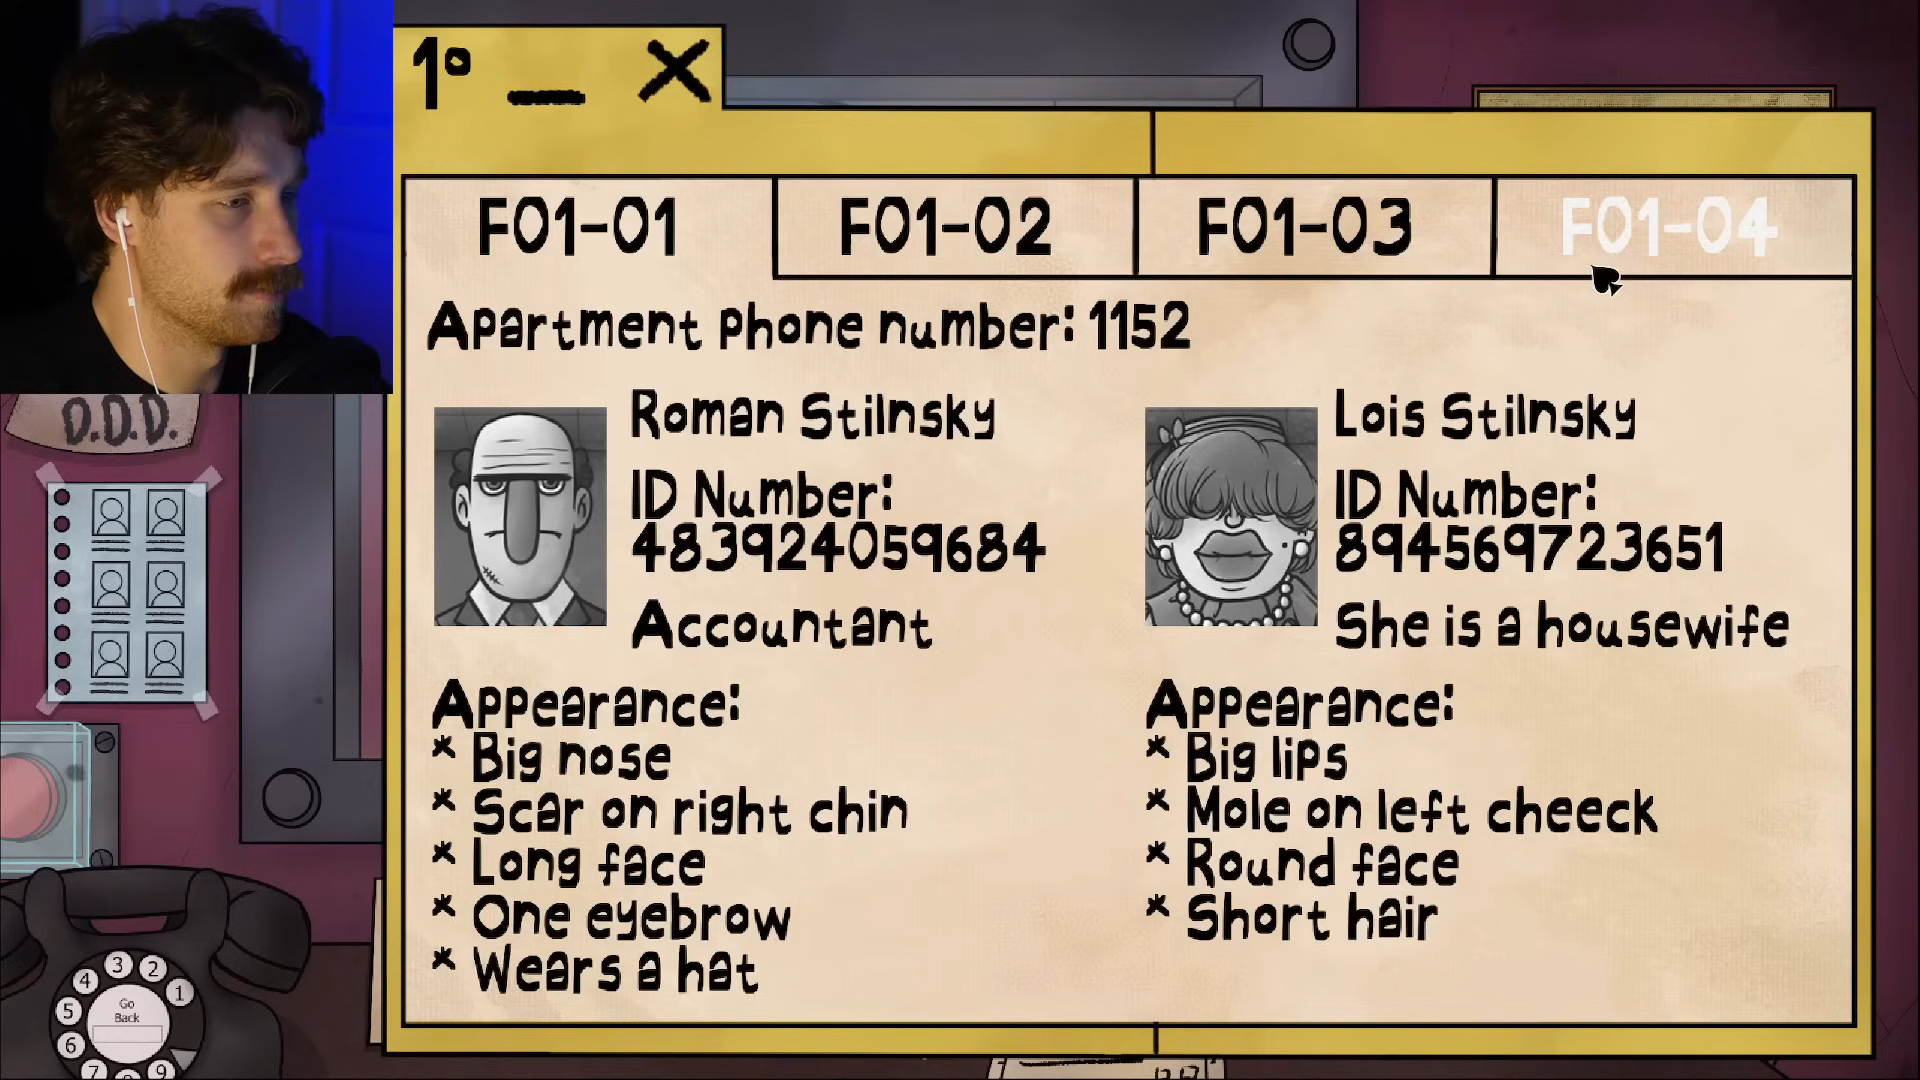 1º
F01-01
F01-02
F01-03
F01-04
Apartment phone number: 1152
Roman Stilnsky
ID Number:
483924059684
Accountant
Appearance:
* Big nose
* Scar on right chin
* Long face
* One eyebrow
* Wears a hat
Lois Stilnsky
ID Number:
894569723651
She is a housewife
Appearance:
* Big lips
* Mole on left cheeck
* Round face
* Short hair
D.D.D.
3 2
4 1
5
6
7 9
Go
Back